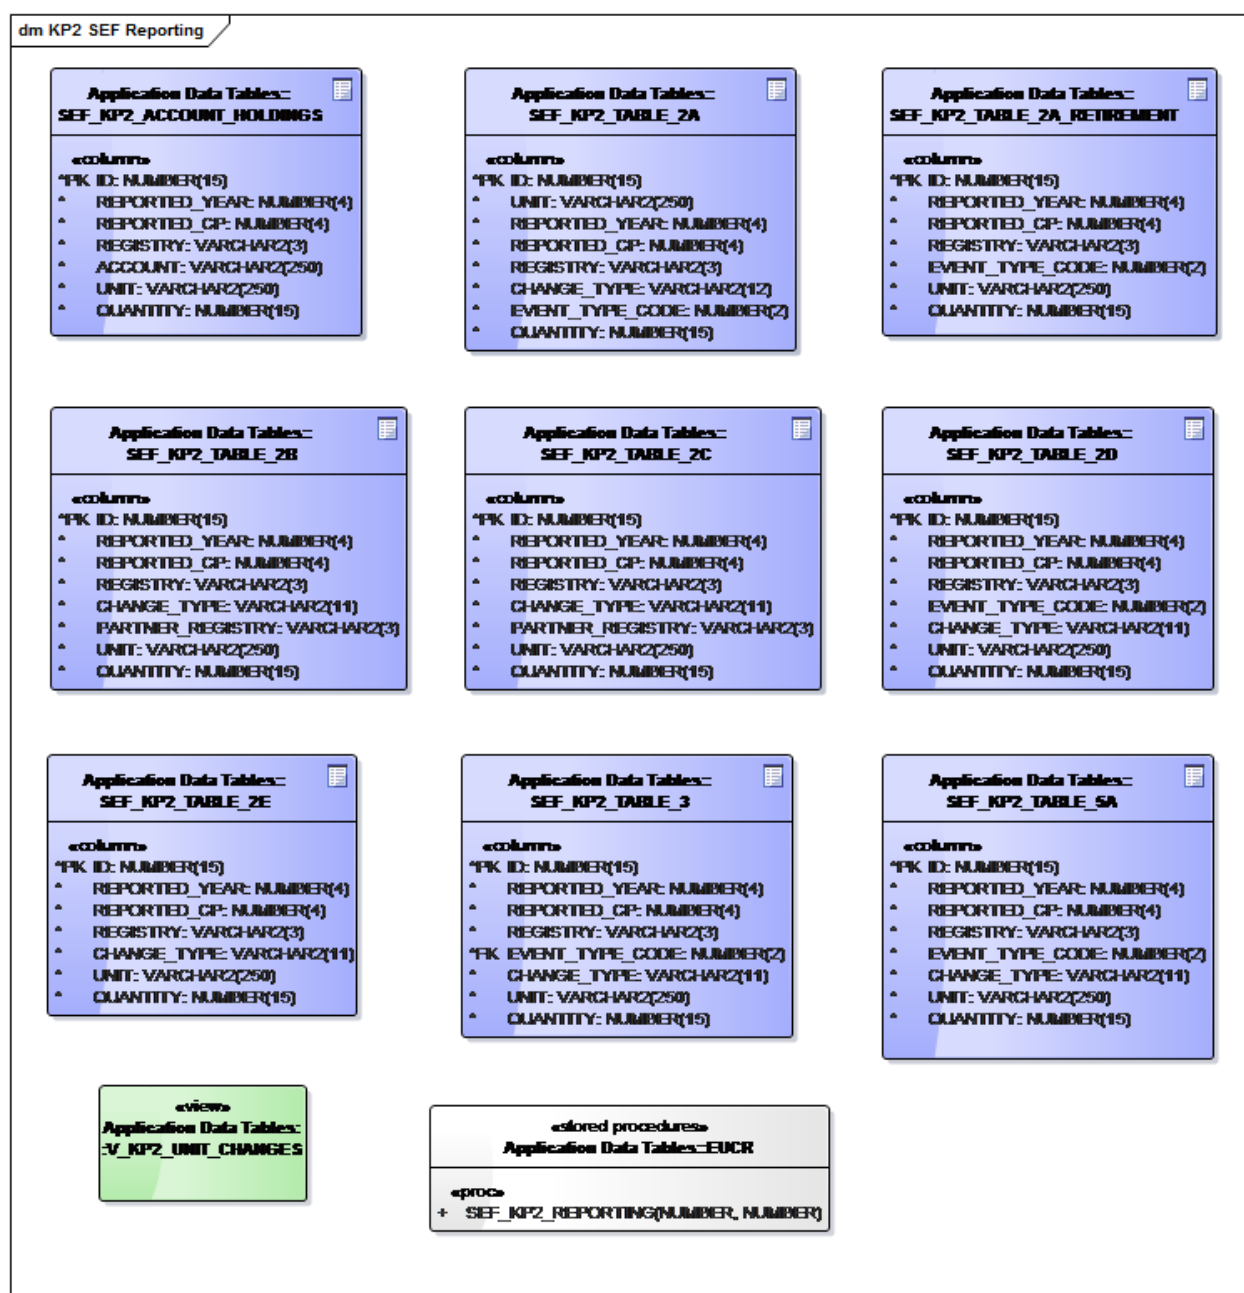 dm KP2 SEF Reporting
Application Data Tables::
SEF_KP2_ACCOUNT_HOLDINGS
«column»
*PK ID: NUMBER(15)
* REPORTED_YEAR: NUMBER(4)
* REPORTED_CP: NUMBER(4)
* REGISTRY: VARCHAR2(3)
* ACCOUNT: VARCHAR2(250)
* UNIT: VARCHAR2(250)
* QUANTITY: NUMBER(15)
Application Data Tables::
SEF_KP2_TABLE_2A
«column»
*PK ID: NUMBER(15)
* UNIT: VARCHAR2(250)
* REPORTED_YEAR: NUMBER(4)
* REPORTED_CP: NUMBER(4)
* REGISTRY: VARCHAR2(3)
* CHANGE_TYPE: VARCHAR2(12)
* EVENT_TYPE_CODE: NUMBER(2)
* QUANTITY: NUMBER(15)
Application Data Tables::
SEF_KP2_TABLE_2A_RETIREMENT
«column»
*PK ID: NUMBER(15)
* REPORTED_YEAR: NUMBER(4)
* REPORTED_CP: NUMBER(4)
* REGISTRY: VARCHAR2(3)
* EVENT_TYPE_CODE: NUMBER(2)
* UNIT: VARCHAR2(250)
* QUANTITY: NUMBER(15)
Application Data Tables::
SEF_KP2_TABLE_2B
«column»
*PK ID: NUMBER(15)
* REPORTED_YEAR: NUMBER(4)
* REPORTED_CP: NUMBER(4)
* REGISTRY: VARCHAR2(3)
* CHANGE_TYPE: VARCHAR2(11)
* PARTNER_REGISTRY: VARCHAR2(3)
* UNIT: VARCHAR2(250)
* QUANTITY: NUMBER(15)
Application Data Tables::
SEF_KP2_TABLE_2C
«column»
*PK ID: NUMBER(15)
* REPORTED_YEAR: NUMBER(4)
* REPORTED_CP: NUMBER(4)
* REGISTRY: VARCHAR2(3)
* CHANGE_TYPE: VARCHAR2(11)
* PARTNER_REGISTRY: VARCHAR2(3)
* UNIT: VARCHAR2(250)
* QUANTITY: NUMBER(15)
Application Data Tables::
SEF_KP2_TABLE_2D
«column»
*PK ID: NUMBER(15)
* REPORTED_YEAR: NUMBER(4)
* REPORTED_CP: NUMBER(4)
* REGISTRY: VARCHAR2(3)
* EVENT_TYPE_CODE: NUMBER(2)
* CHANGE_TYPE: VARCHAR2(11)
* UNIT: VARCHAR2(250)
* QUANTITY: NUMBER(15)
Application Data Tables::
SEF_KP2_TABLE_2E
«column»
*PK ID: NUMBER(15)
* REPORTED_YEAR: NUMBER(4)
* REPORTED_CP: NUMBER(4)
* REGISTRY: VARCHAR2(3)
* CHANGE_TYPE: VARCHAR2(11)
* UNIT: VARCHAR2(250)
* QUANTITY: NUMBER(15)
Application Data Tables::
SEF_KP2_TABLE_3
«column»
*PK ID: NUMBER(15)
* REPORTED_YEAR: NUMBER(4)
* REPORTED_CP: NUMBER(4)
* REGISTRY: VARCHAR2(3)
*FK EVENT_TYPE_CODE: NUMBER(2)
* CHANGE_TYPE: VARCHAR2(11)
* UNIT: VARCHAR2(250)
* QUANTITY: NUMBER(15)
Application Data Tables::
SEF_KP2_TABLE_5A
«column»
*PK ID: NUMBER(15)
* REPORTED_YEAR: NUMBER(4)
* REPORTED_CP: NUMBER(4)
* REGISTRY: VARCHAR2(3)
* EVENT_TYPE_CODE: NUMBER(2)
* CHANGE_TYPE: VARCHAR2(11)
* UNIT: VARCHAR2(250)
* QUANTITY: NUMBER(15)
«view»
Application Data Tables:
:V_KP2_UNIT_CHANGES
«stored procedures»
Application Data Tables::EUCR
«proc»
+ SEF_KP2_REPORTING(NUMBER, NUMBER)